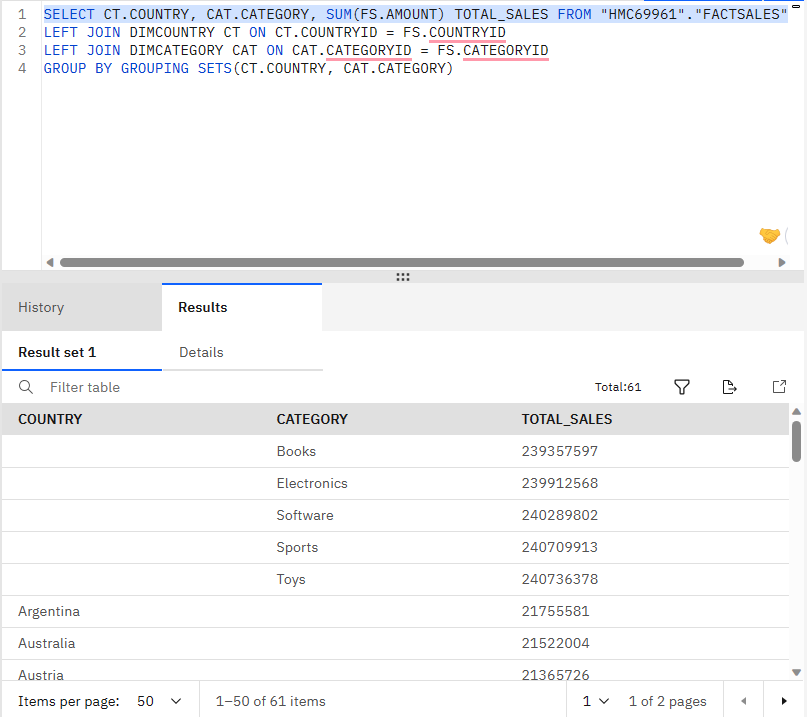 1 SELECT CT.COUNTRY, CAT.CATEGORY, SUM(FS.AMOUNT) TOTAL_SALES FROM "HMC69961"."FACTSALES"
2 LEFT JOIN DIMCOUNTRY CT ON CT.COUNTRYID = FS.COUNTRYID
3 LEFT JOIN DIMCATEGORY CAT ON CAT.CATEGORYID = FS.CATEGORYID
4 GROUP BY GROUPING SETS(CT.COUNTRY, CAT.CATEGORY)
History Results
Result set 1 Details
Filter table Total:61
COUNTRY CATEGORY TOTAL_SALES
Books 239357597
Electronics 239912568
Software 240289802
Sports 240709913
Toys 240736378
Argentina 21755581
Australia 21522004
Austria 21365726
Items per page: 50 1–50 of 61 items 1 1 of 2 pages